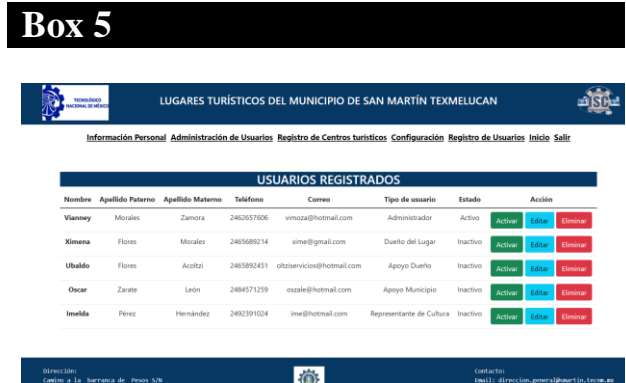 Box 5
TECNOLÓGICO
NACIONAL DE MÉXICO
LUGARES TURÍSTICOS DEL MUNICIPIO DE SAN MARTÍN TEXMELUCAN
ISC
Información Personal Administración de Usuarios Registro de Centros turisticos Configuración Registro de Usuarios Inicio Salir
USUARIOS REGISTRADOS
Nombre Apellido Paterno Apellido Materno Teléfono Correo Tipo de usuario Estado Acción
Vianney Morales Zamora 2462657606 vimoza@hotmail.com Administrador Activo Activar Editar Eliminar
Ximena Flores Morales 2465689214 xime@gmail.com Dueño del Lugar Inactivo Activar Editar Eliminar
Ubaldo Flores Acoltzi 2465892451 oltziservicios@hotmail.com Apoyo Dueño Inactivo Activar Editar Eliminar
Oscar Zarate León 2484571259 oszale@hotmail.com Apoyo Municipio Inactivo Activar Editar Eliminar
Imelda Pérez Hernández 2492391024 ime@hotmail.com Representante de Cultura Inactivo Activar Editar Eliminar
Dirección: Contacto:
Camino a la barranca de Pesos S/N Email: direccion.general@smartin.tecnm.mx